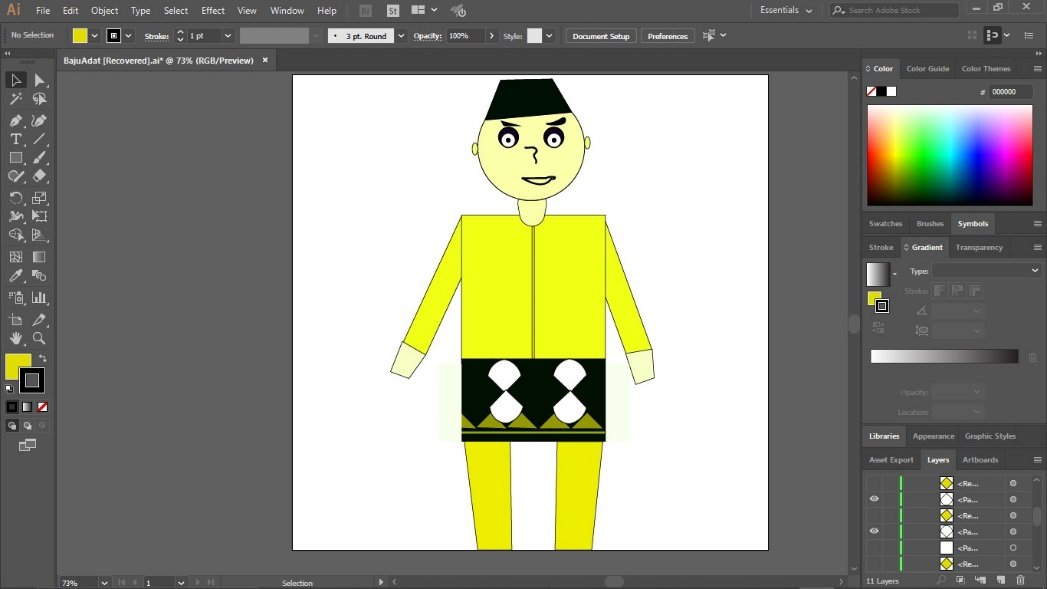 Ai File Edit Object Type Select Effect View Window Help Br St Essentials Search Adobe Stock
No Selection Stroke: 1 pt 3 pt. Round Opacity: 100% Style: Document Setup Preferences
BajuAdat [Recovered].ai* @ 73% (RGB/Preview) ×
Color Color Guide Color Themes
# 000000
Swatches Brushes Symbols
Stroke Gradient Transparency
Type:
Stroke:
Opacity:
Location:
Libraries Appearance Graphic Styles
Asset Export Layers Artboards
<Re...
<Pa...
<Re...
<Pa...
<Pa...
<Re...
73% 1 Selection 11 Layers